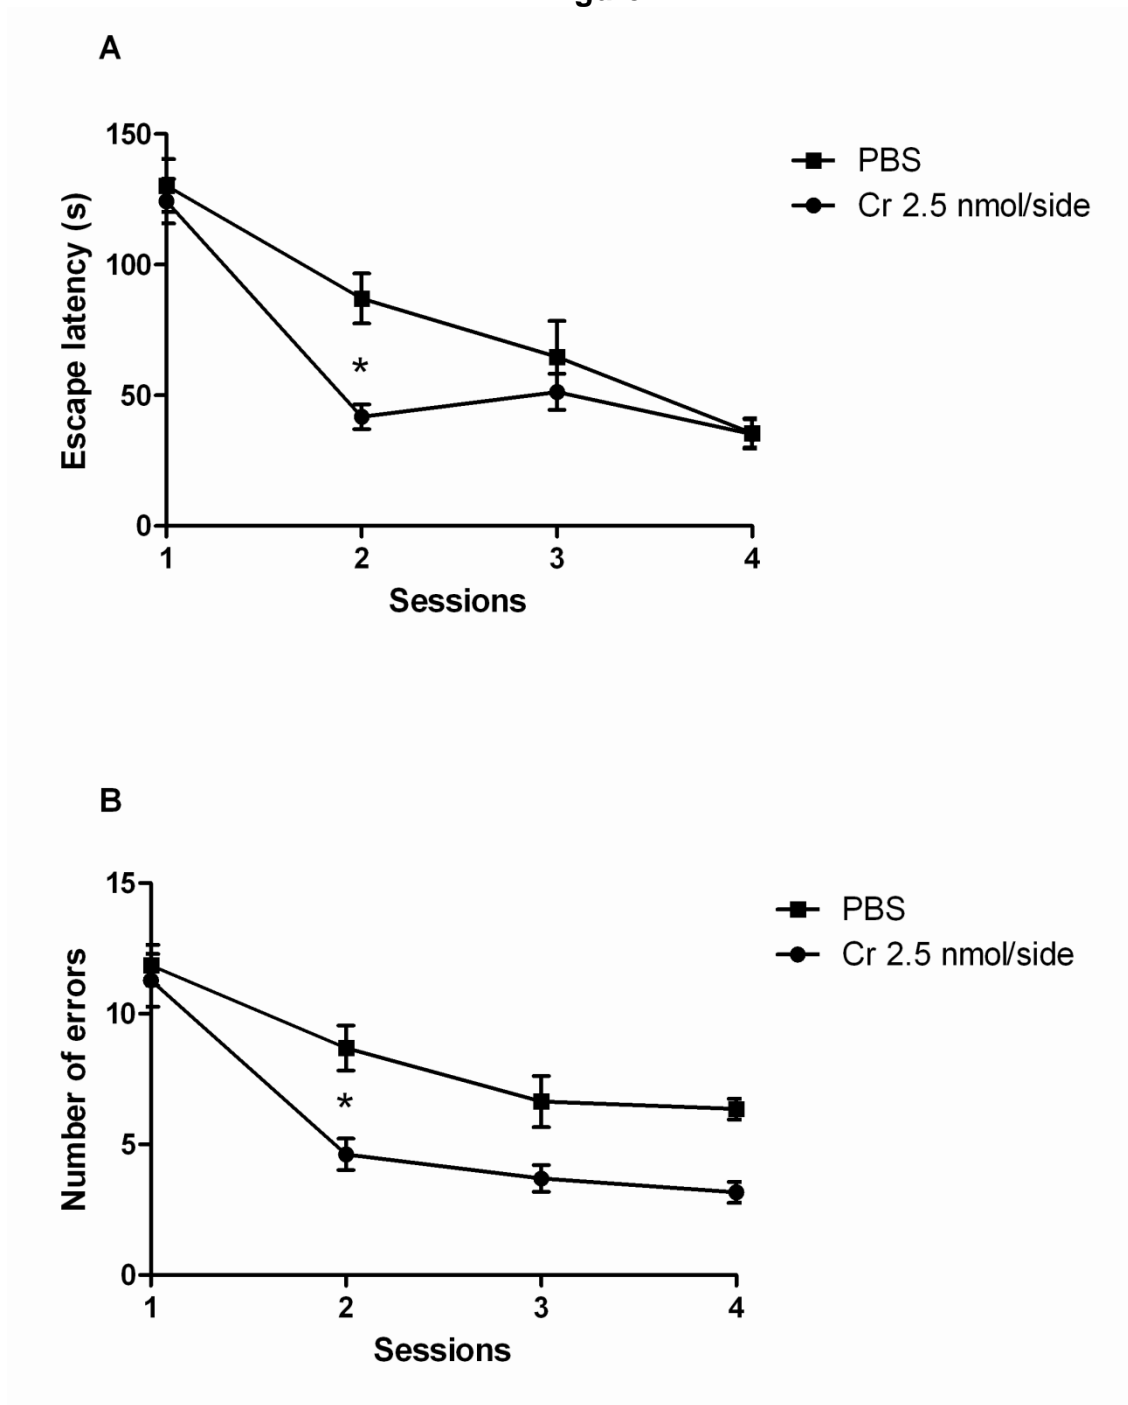 A
150
100
50
0
Escape latency (s)
1 2 3 4
Sessions
PBS
Cr 2.5 nmol/side
*
B
15
10
5
0
Number of errors
1 2 3 4
Sessions
PBS
Cr 2.5 nmol/side
*